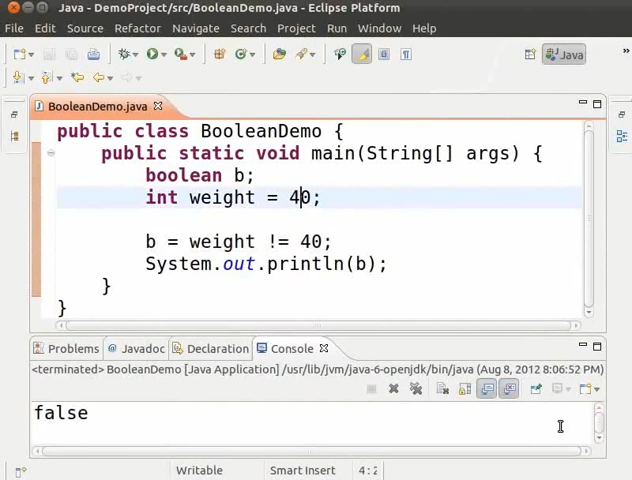 Java - DemoProject/src/BooleanDemo.java - Eclipse Platform
File Edit Source Refactor Navigate Search Project Run Window Help
Java
BooleanDemo.java
public class BooleanDemo {
public static void main(String[] args) {
boolean b;
int weight = 40;
b = weight != 40;
System.out.println(b);
}
}
Problems @ Javadoc Declaration Console
<terminated> BooleanDemo [Java Application] /usr/lib/jvm/java-6-openjdk/bin/java (Aug 8, 2012 8:06:52 PM)
false
Writable Smart Insert 4 : 2